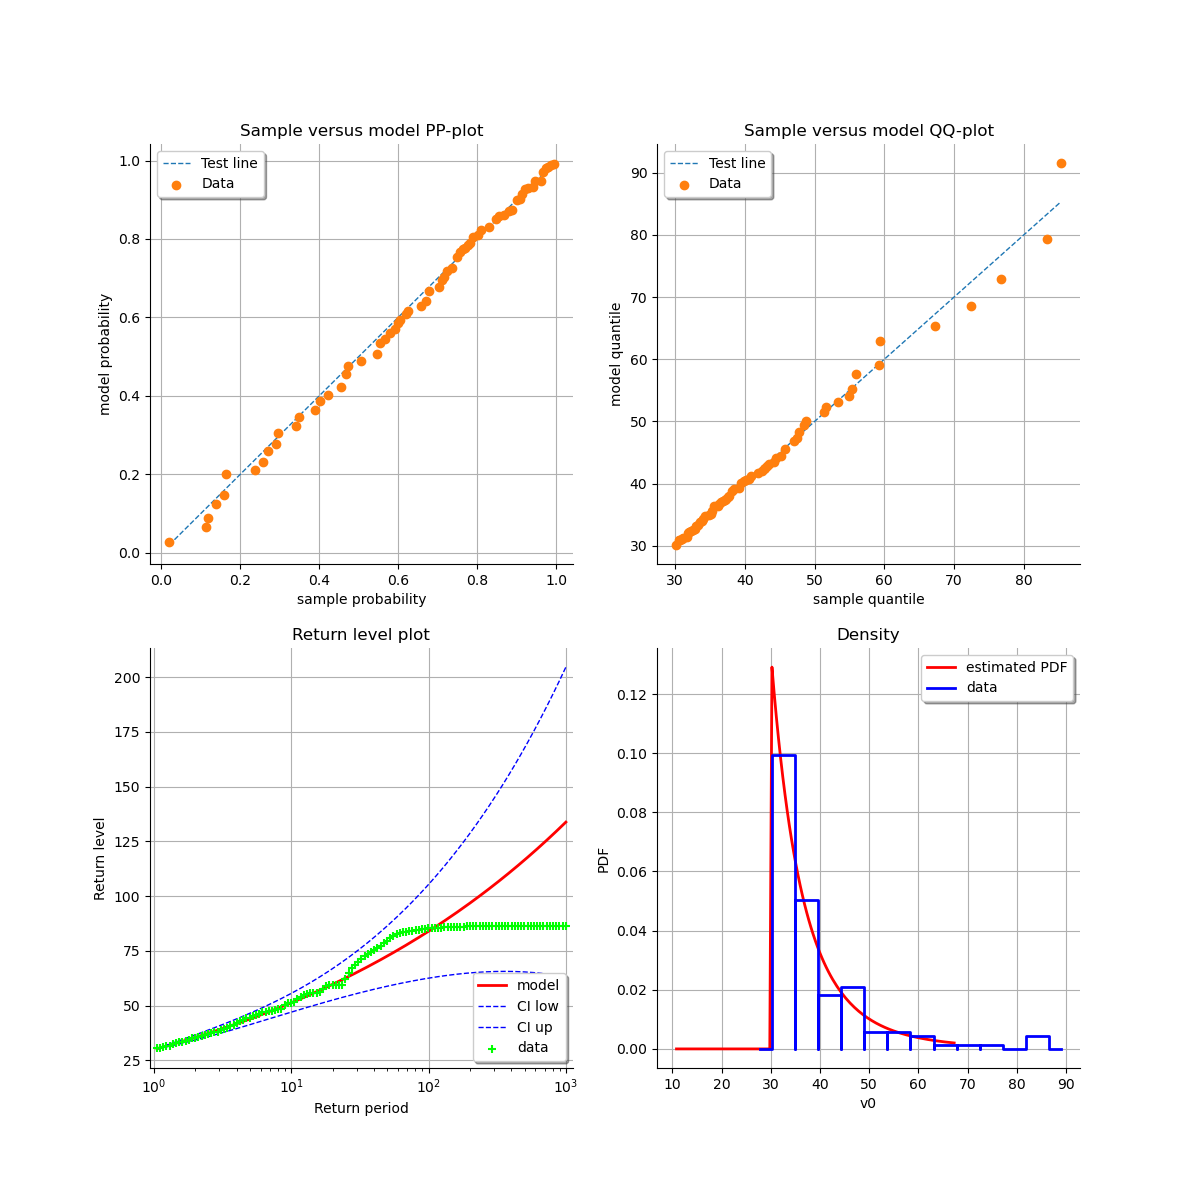 Sample versus model PP-plot
Test line
Data
1.0
0.8
0.6
0.4
0.2
0.0
model probability
0.0 0.2 0.4 0.6 0.8 1.0
sample probability
Sample versus model QQ-plot
Test line
Data
90
80
70
60
50
40
30
model quantile
30 40 50 60 70 80
sample quantile
Return level plot
200
175
150
125
100
75
50
25
Return level
model
CI low
CI up
data
10⁰ 10¹ 10² 10³
Return period
Density
estimated PDF
data
0.12
0.10
0.08
0.06
0.04
0.02
0.00
PDF
10 20 30 40 50 60 70 80 90
v0